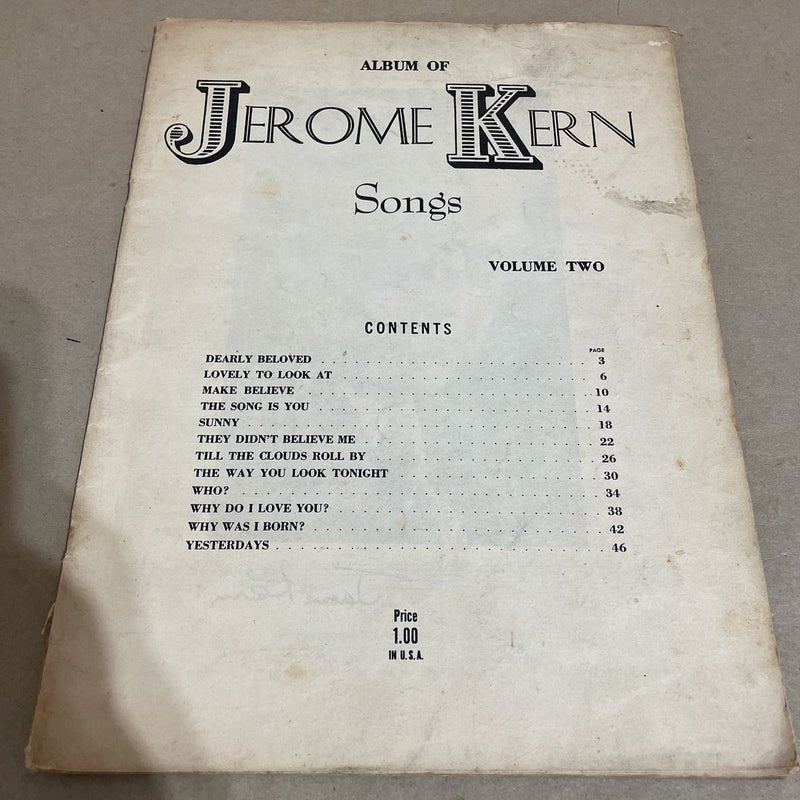 ALBUM OF
JEROME KERN
Songs
VOLUME TWO
CONTENTS
PAGE
DEARLY BELOVED . . . . . . . . . . . . . . . . . . . . 3
LOVELY TO LOOK AT . . . . . . . . . . . . . . . . . . . . 6
MAKE BELIEVE . . . . . . . . . . . . . . . . . . . . 10
THE SONG IS YOU . . . . . . . . . . . . . . . . . . . . 14
SUNNY . . . . . . . . . . . . . . . . . . . . 18
THEY DIDN'T BELIEVE ME . . . . . . . . . . . . . . . . . . . . 22
TILL THE CLOUDS ROLL BY . . . . . . . . . . . . . . . . . . . . 26
THE WAY YOU LOOK TONIGHT . . . . . . . . . . . . . . . . . . . . 30
WHO? . . . . . . . . . . . . . . . . . . . . 34
WHY DO I LOVE YOU? . . . . . . . . . . . . . . . . . . . . 38
WHY WAS I BORN? . . . . . . . . . . . . . . . . . . . . 42
YESTERDAYS . . . . . . . . . . . . . . . . . . . . 46
Price
1.00
IN U.S.A.